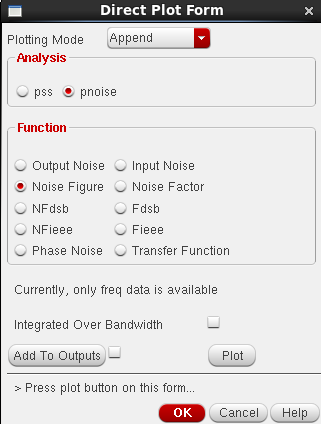 Direct Plot Form
Plotting Mode Append
Analysis
pss pnoise
Function
Output Noise Input Noise
Noise Figure Noise Factor
NFdsb Fdsb
NFieee Fieee
Phase Noise Transfer Function
Currently, only freq data is available
Integrated Over Bandwidth
Add To Outputs Plot
> Press plot button on this form...
OK Cancel Help